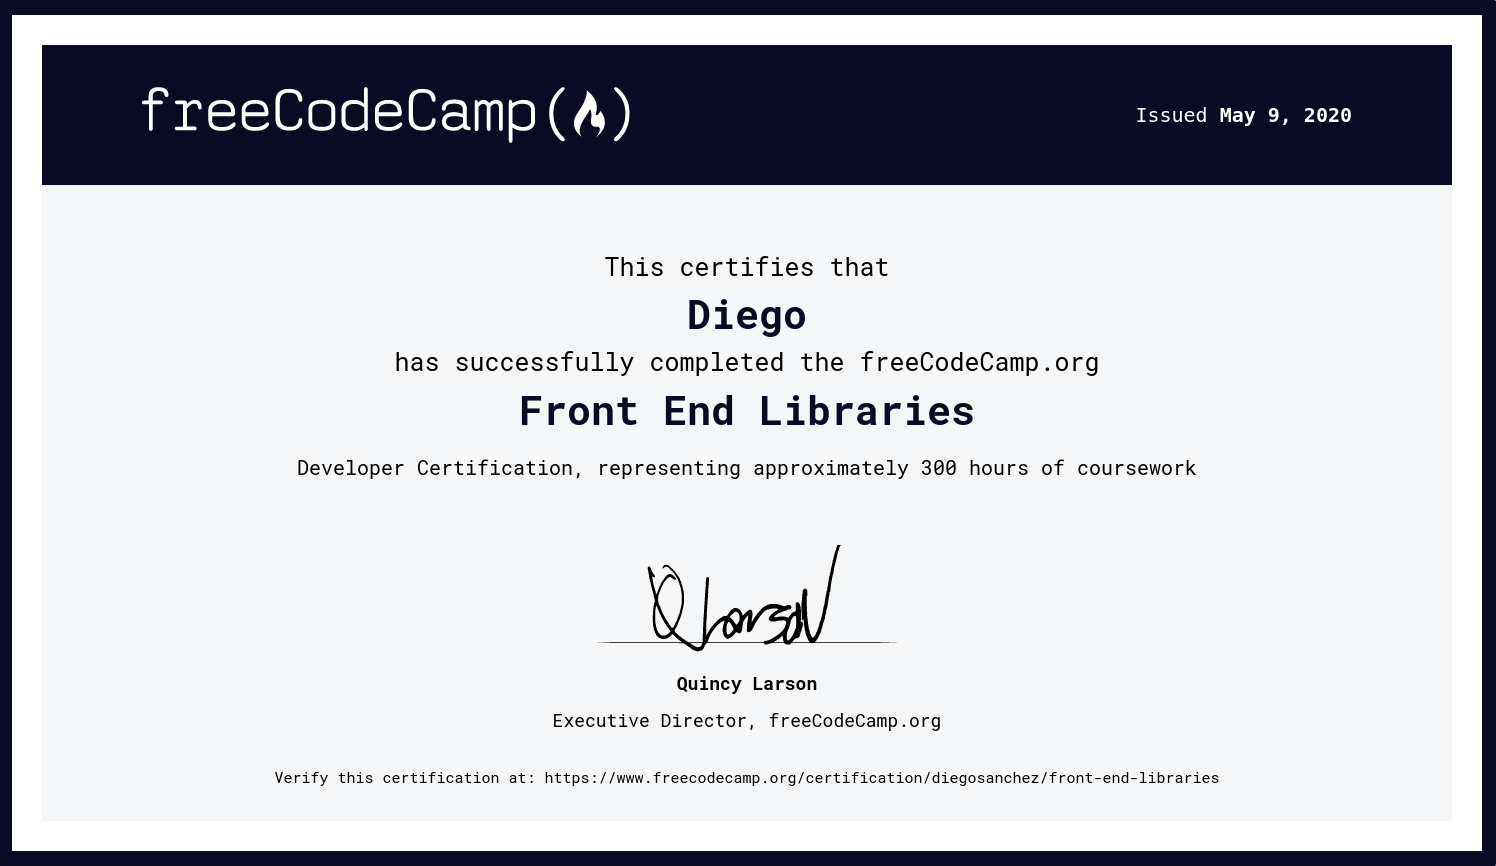 freeCodeCamp(🔥)
Issued May 9, 2020
This certifies that
Diego
has successfully completed the freeCodeCamp.org
Front End Libraries
Developer Certification, representing approximately 300 hours of coursework
Q Larson
Quincy Larson
Executive Director, freeCodeCamp.org
Verify this certification at: https://www.freecodecamp.org/certification/diegosanchez/front-end-libraries